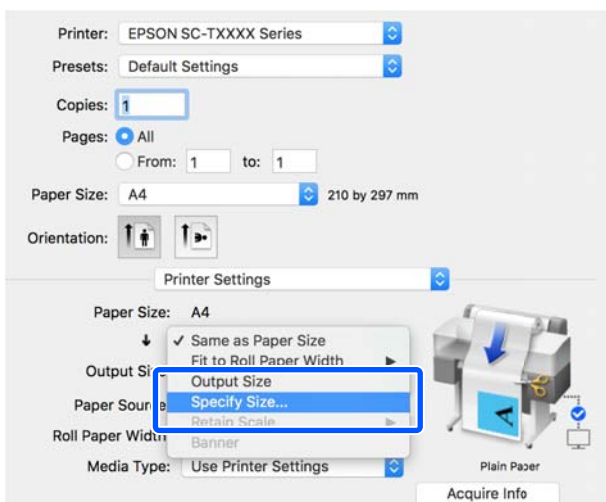 Printer: EPSON SC-TXXXX Series
Presets: Default Settings
Copies: 1
Pages: All
From: 1 to: 1
Paper Size: A4 210 by 297 mm
Orientation:
Printer Settings
Paper Size: A4
Same as Paper Size
Fit to Roll Paper Width
Output Size
Output Size
Paper Source
Specify Size...
Retain Scale
Roll Paper Width
Banner
Media Type: Use Printer Settings
Plain Paper
Acquire Info